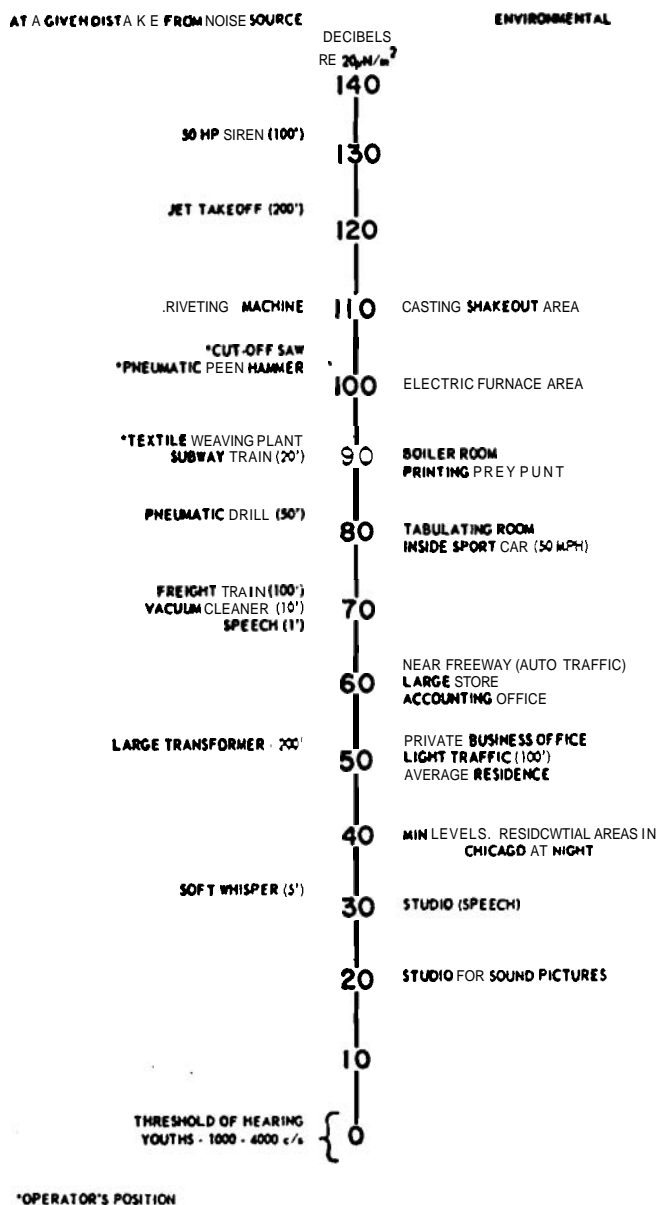 AT A GIVEN DISTA K E FROM NOISE SOURCE
ENVIRONMENTAL
DECIBELS
RE 20µN/m²
140
50 HP SIREN (100')
130
JET TAKEOFF (200')
120
.RIVETING MACHINE
110
CASTING SHAKEOUT AREA
*CUT-OFF SAW
*PNEUMATIC PEEN HAMMER
100
ELECTRIC FURNACE AREA
*TEXTILE WEAVING PLANT
SUBWAY TRAIN (20')
90
BOILER ROOM
PRINTING PREY PUNT
PNEUMATIC DRILL (50')
80
TABULATING ROOM
INSIDE SPORT CAR (50 MPH)
FREIGHT TRAIN (100')
VACUUM CLEANER (10')
SPEECH (1')
70
NEAR FREEWAY (AUTO TRAFFIC)
60
LARGE STORE
ACCOUNTING OFFICE
LARGE TRANSFORMER - 200'
50
PRIVATE BUSINESS OFFICE
LIGHT TRAFFIC (100')
AVERAGE RESIDENCE
40
MIN LEVELS. RESIDCWTIAL AREAS IN
CHICAGO AT NIGHT
SOFT WHISPER (5')
30
STUDIO (SPEECH)
20
STUDIO FOR SOUND PICTURES
10
THRESHOLD OF HEARING
YOUTHS - 1000 - 4000 c/s
0
*OPERATOR'S POSITION